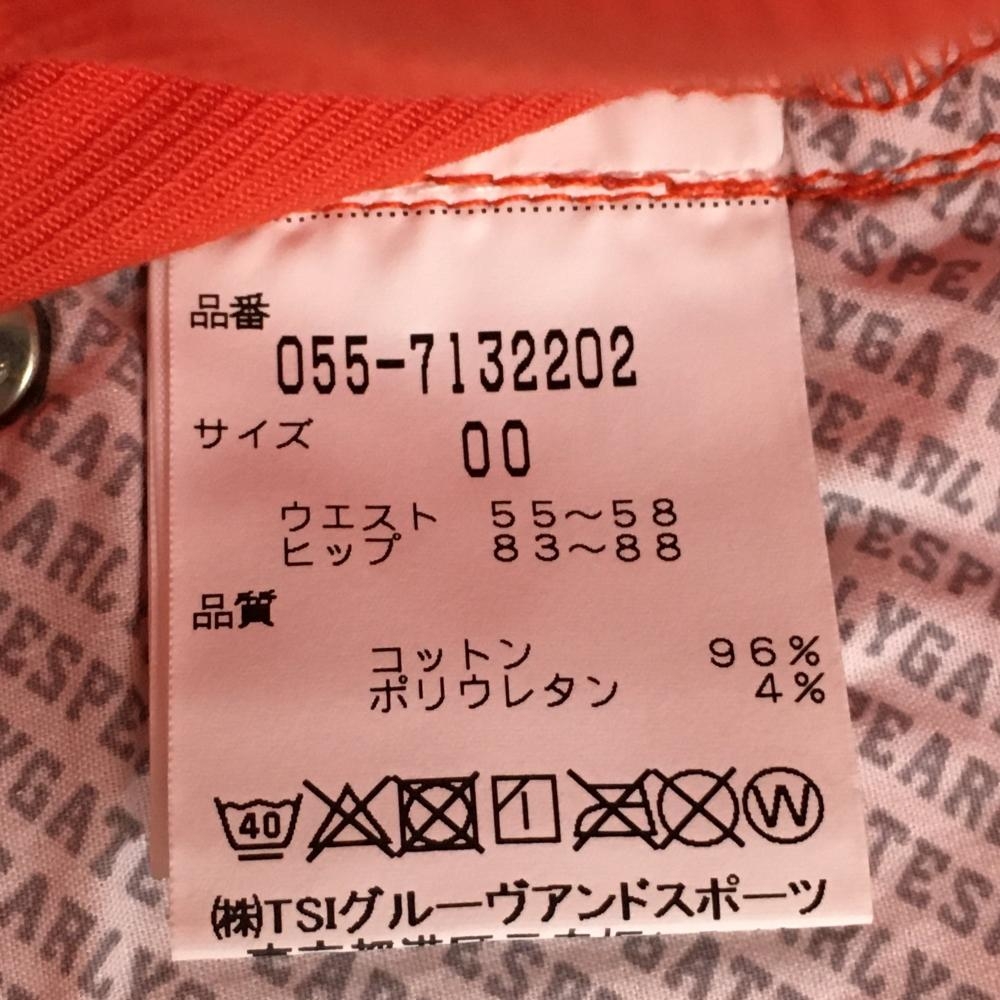 品番
055-7132202
サイズ 00
ウエスト 55～58
ヒップ 83～88
品質
コットン 96%
ポリウレタン 4%
40 W
㈱TSIグルーヴアンドスポーツ
PEARLYGATES